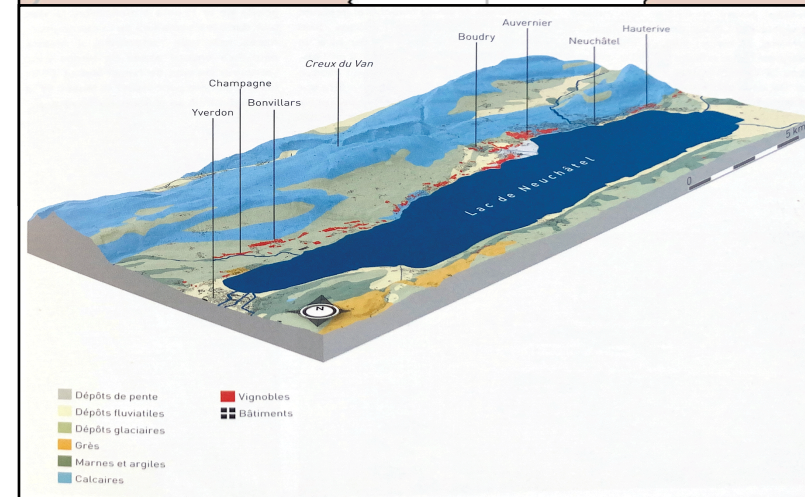 Auvernier
Hauterive
Boudry
Neuchâtel
Creux du Van
Champagne
Bonvillars
Yverdon
5 km
0
Lac de Neuchâtel
N
Dépôts de pente
Dépôts fluviatiles
Dépôts glaciaires
Grès
Marnes et argiles
Calcaires
Vignobles
Bâtiments